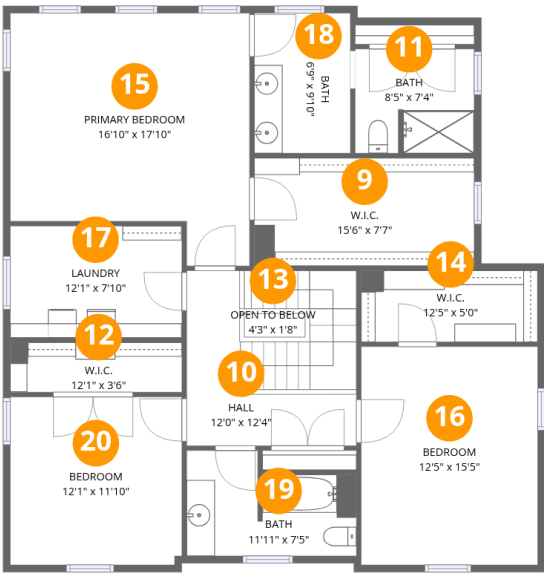 18
BATH
6'9" x 9'10"
11
BATH
8'5" x 7'4"
15
PRIMARY BEDROOM
16'10" x 17'10"
9
W.I.C.
15'6" x 7'7"
17
LAUNDRY
12'1" x 7'10"
13
OPEN TO BELOW
4'3" x 1'8"
14
W.I.C.
12'5" x 5'0"
12
W.I.C.
12'1" x 3'6"
10
HALL
12'0" x 12'4"
16
BEDROOM
12'5" x 15'5"
20
BEDROOM
12'1" x 11'10"
19
BATH
11'11" x 7'5"